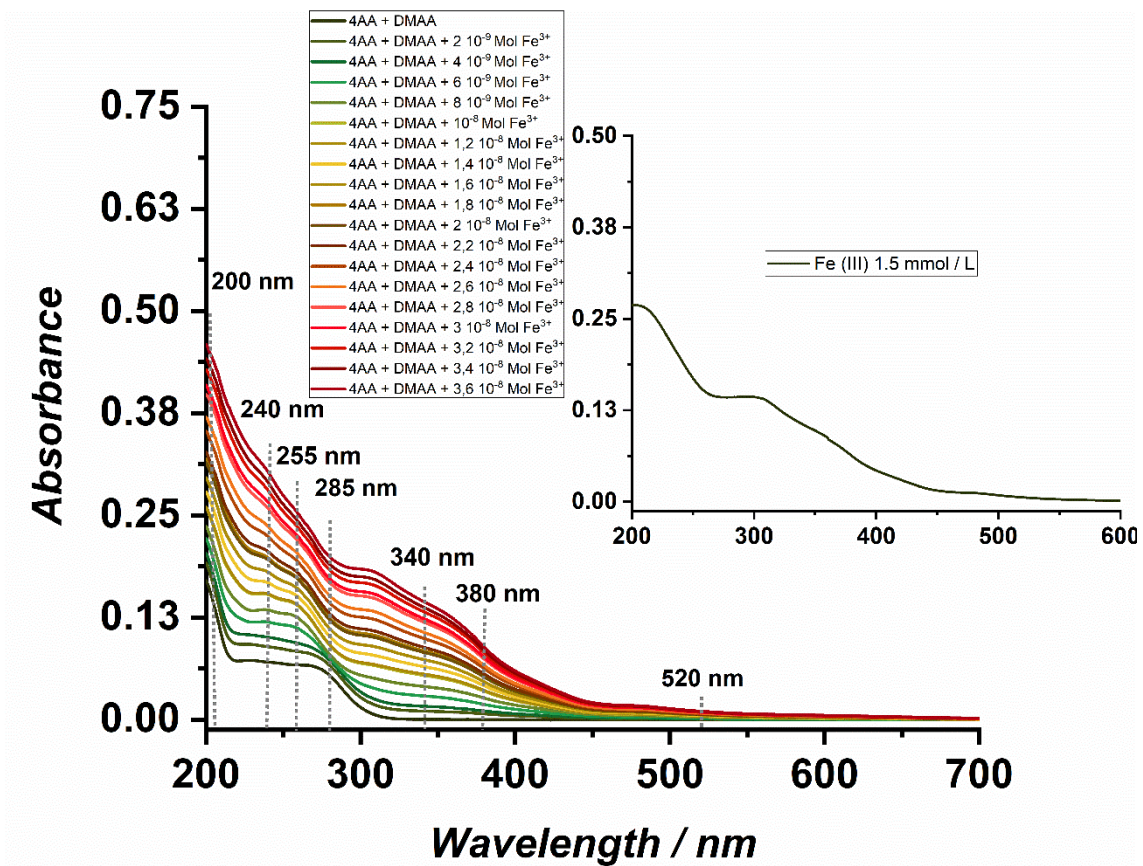 4AA + DMAA
4AA + DMAA + 2 10⁻⁹ Mol Fe³⁺
4AA + DMAA + 4 10⁻⁹ Mol Fe³⁺
4AA + DMAA + 6 10⁻⁹ Mol Fe³⁺
4AA + DMAA + 8 10⁻⁹ Mol Fe³⁺
4AA + DMAA + 10⁻⁸ Mol Fe³⁺
4AA + DMAA + 1,2 10⁻⁸ Mol Fe³⁺
4AA + DMAA + 1,4 10⁻⁸ Mol Fe³⁺
4AA + DMAA + 1,6 10⁻⁸ Mol Fe³⁺
4AA + DMAA + 1,8 10⁻⁸ Mol Fe³⁺
4AA + DMAA + 2 10⁻⁸ Mol Fe³⁺
4AA + DMAA + 2,2 10⁻⁸ Mol Fe³⁺
4AA + DMAA + 2,4 10⁻⁸ Mol Fe³⁺
4AA + DMAA + 2,6 10⁻⁸ Mol Fe³⁺
4AA + DMAA + 2,8 10⁻⁸ Mol Fe³⁺
4AA + DMAA + 3 10⁻⁸ Mol Fe³⁺
4AA + DMAA + 3,2 10⁻⁸ Mol Fe³⁺
4AA + DMAA + 3,4 10⁻⁸ Mol Fe³⁺
4AA + DMAA + 3,6 10⁻⁸ Mol Fe³⁺
0.75
0.63
0.50
0.38
0.25
0.13
0.00
Absorbance
200 nm
240 nm
255 nm
285 nm
340 nm
380 nm
520 nm
200 300 400 500 600 700
Wavelength / nm
0.50
0.38
0.25
0.13
0.00
Fe (III) 1.5 mmol / L
200 300 400 500 600